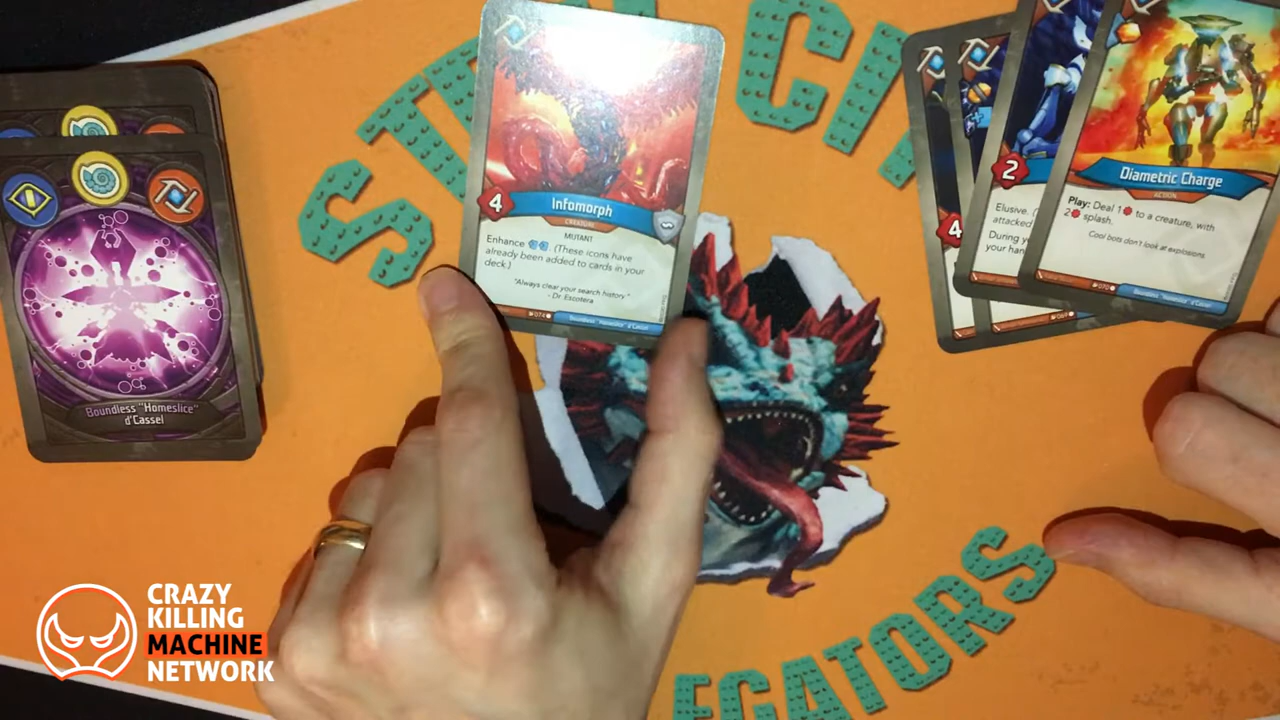 Infomorph
4
CREATURE
MUTANT
Enhance . (These icons have
already been added to cards in your
deck.)
"Always clear your search history."
- Dr. Escotera
074
Boundless "Homeslice" d'Cassel
Diametric Charge
ACTION
Play: Deal 1 to a creature, with
2 splash.
Cool bots don't look at explosions
070
Boundless "Homeslice" d'Cassel
2
Elusive. (
attacked
During y
your han
4
Boundless "Homeslice"
d'Cassel
EGATORS
CRAZY
KILLING
MACHINE
NETWORK